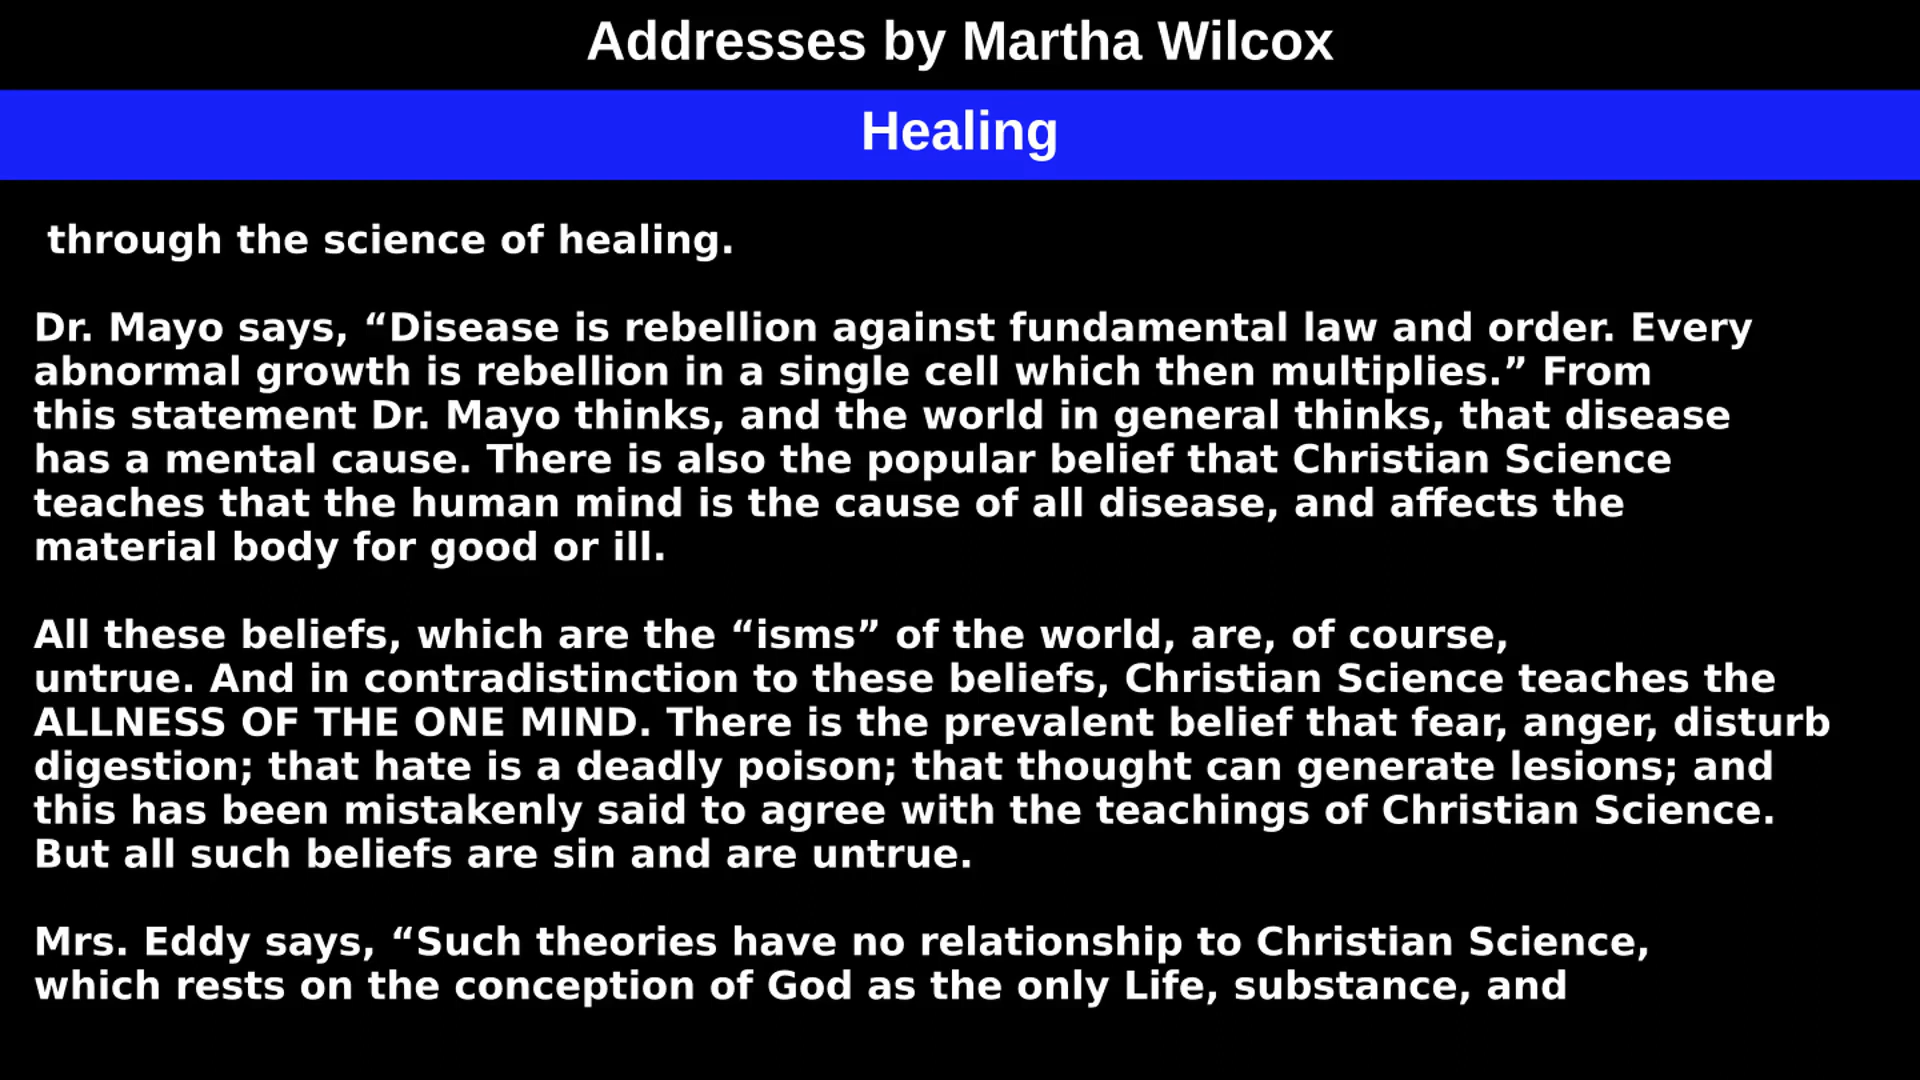 Addresses by Martha Wilcox
Healing
through the science of healing.
Dr. Mayo says, “Disease is rebellion against fundamental law and order. Every
abnormal growth is rebellion in a single cell which then multiplies.” From
this statement Dr. Mayo thinks, and the world in general thinks, that disease
has a mental cause. There is also the popular belief that Christian Science
teaches that the human mind is the cause of all disease, and affects the
material body for good or ill.
All these beliefs, which are the “isms” of the world, are, of course,
untrue. And in contradistinction to these beliefs, Christian Science teaches the
ALLNESS OF THE ONE MIND. There is the prevalent belief that fear, anger, disturb
digestion; that hate is a deadly poison; that thought can generate lesions; and
this has been mistakenly said to agree with the teachings of Christian Science.
But all such beliefs are sin and are untrue.
Mrs. Eddy says, “Such theories have no relationship to Christian Science,
which rests on the conception of God as the only Life, substance, and